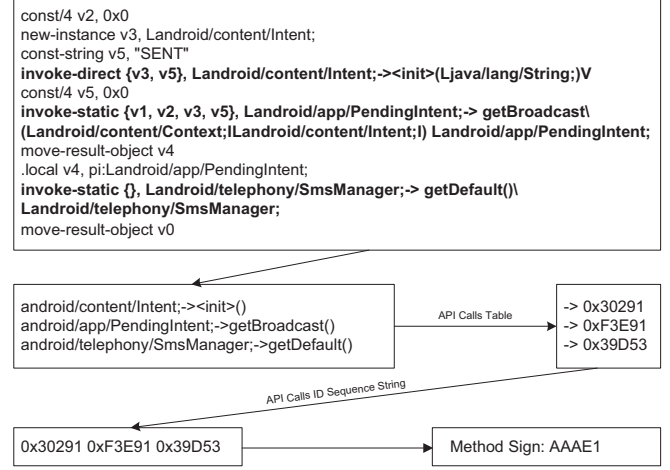 const/4 v2, 0x0
new-instance v3, Landroid/content/Intent;
const-string v5, "SENT"
invoke-direct {v3, v5}, Landroid/content/Intent;-><init>(Ljava/lang/String;)V
const/4 v5, 0x0
invoke-static {v1, v2, v3, v5}, Landroid/app/PendingIntent;-> getBroadcast\
(Landroid/content/Context;ILandroid/content/Intent;I) Landroid/app/PendingIntent;
move-result-object v4
.local v4, pi:Landroid/app/PendingIntent;
invoke-static {}, Landroid/telephony/SmsManager;-> getDefault()\
Landroid/telephony/SmsManager;
move-result-object v0
android/content/Intent;-><init>()
android/app/PendingIntent;->getBroadcast()
android/telephony/SmsManager;->getDefault()
API Calls Table
-> 0x30291
-> 0xF3E91
-> 0x39D53
API Calls ID Sequence String
0x30291 0xF3E91 0x39D53
Method Sign: AAAE1